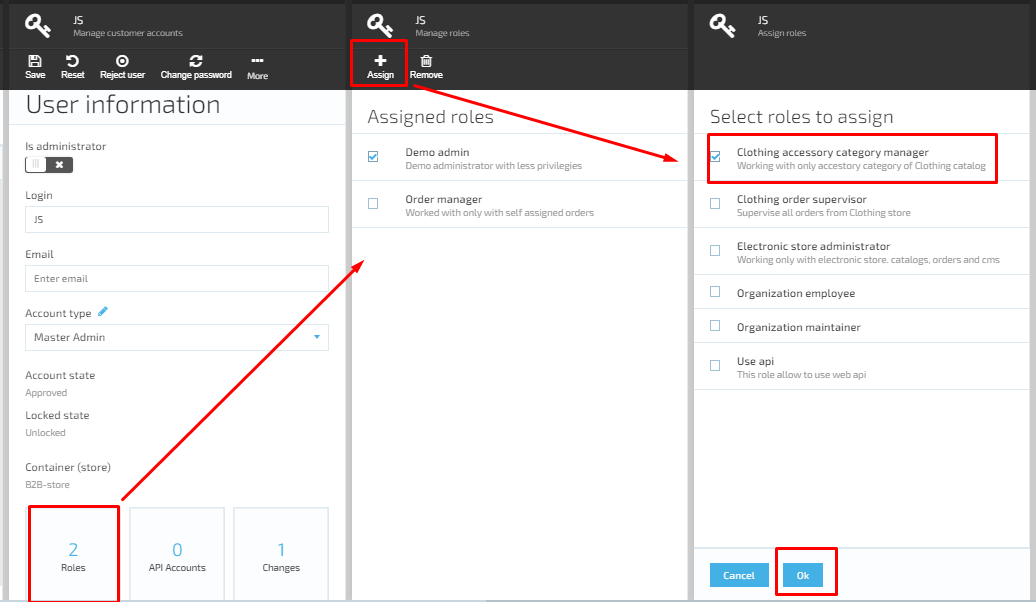 JS
Manage customer accounts
Save
Reset
Reject user
Change password
More
User information
Is administrator
Login
JS
Email
Enter email
Account type
Master Admin
Account state
Approved
Locked state
Unlocked
Container (store)
B2B-store
2
Roles
0
API Accounts
1
Changes
JS
Manage roles
Assign
Remove
Assigned roles
Demo admin
Demo administrator with less privilegies
Order manager
Worked with only with self assigned orders
JS
Assign roles
Select roles to assign
Clothing accessory category manager
Working with only accestory category of Clothing catalog
Clothing order supervisor
Supervise all orders from Clothing store
Electronic store administrator
Working only with electronic store. catalogs, orders and cms
Organization employee
Organization maintainer
Use api
This role allow to use web api
Cancel
Ok